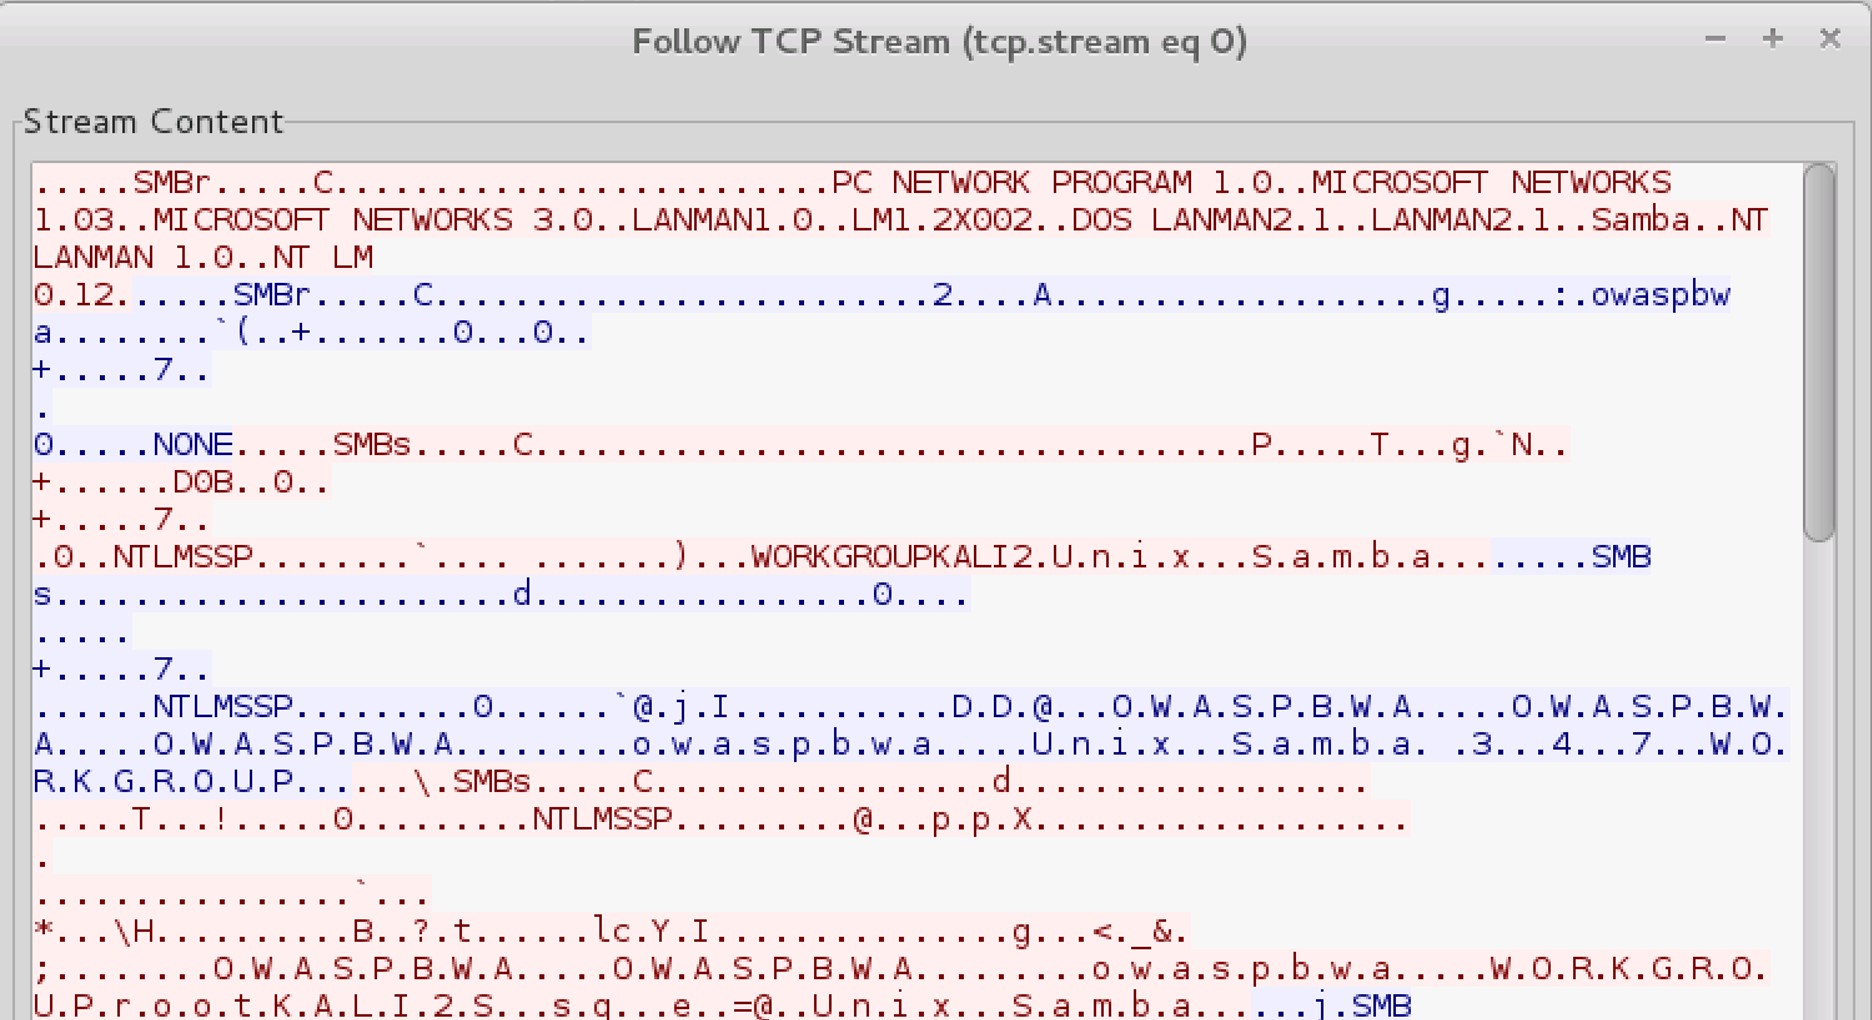 Follow TCP Stream (tcp.stream eq 0)
Stream Content
.....SMBr.....C.........................PC NETWORK PROGRAM 1.0..MICROSOFT NETWORKS
1.03..MICROSOFT NETWORKS 3.0..LANMAN1.0..LM1.2X002..DOS LANMAN2.1..LANMAN2.1..Samba..NT
LANMAN 1.0..NT LM
0.12......SMBr.....C.........................2....A...................g.....:.owaspbw
a........`(..+.......0...0..
+.....7..
.
0.....NONE.....SMBs.....C....................................P.....T...g.`N..
+......D0B..0..
+.....7..
.0..NTLMSSP........`.... .......)...WORKGROUPKALI2.U.n.i.x...S.a.m.b.a.........SMB
s.......................d.................0....
.....
+.....7..
......NTLMSSP.........0......`@.j.I...........D.D.@...O.W.A.S.P.B.W.A.....O.W.A.S.P.B.W.
A.....O.W.A.S.P.B.W.A.........o.w.a.s.p.b.w.a.....U.n.i.x...S.a.m.b.a. .3...4...7...W.O.
R.K.G.R.O.U.P......\.SMBs.....C.................d..................
.....T...!.....0.........NTLMSSP.........@...p.p.X...................
.
................`...
*...\H..........B..?.t......lc.Y.I...............g...<._&.
;........O.W.A.S.P.B.W.A.....O.W.A.S.P.B.W.A.........o.w.a.s.p.b.w.a.....W.O.R.K.G.R.O.
U.P.r.o.o.t.K.A.L.I.2.S...s.q...e..=@..U.n.i.x...S.a.m.b.a......j.SMB